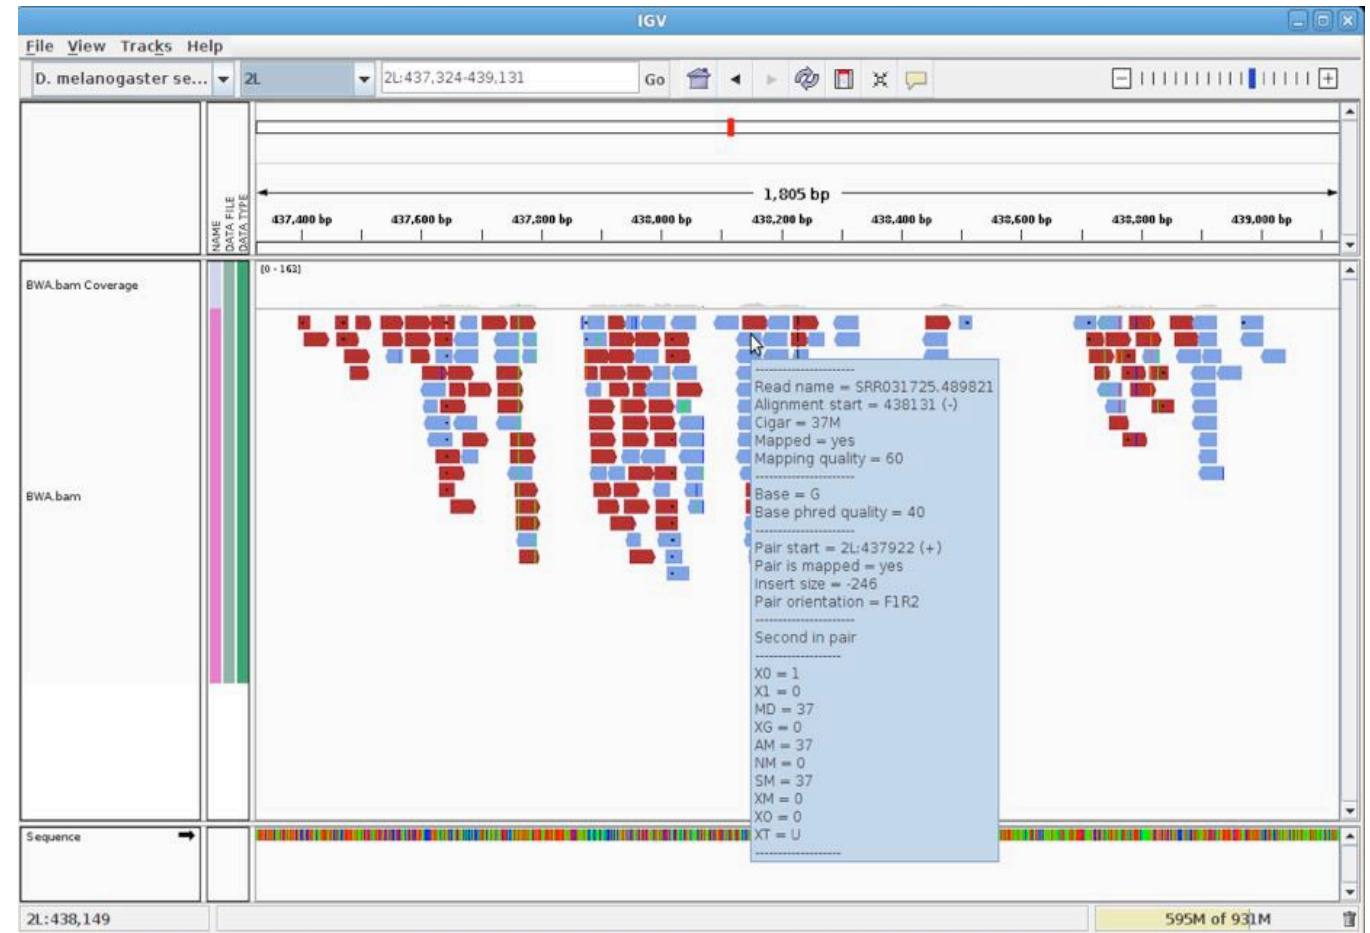 IGV
File View Tracks Help
D. melanogaster se... 2L 2L:437,324-439,131 Go
NAME
DATA FILE
DATA TYPE
1,805 bp
437,400 bp 437,600 bp 437,800 bp 438,000 bp 438,200 bp 438,400 bp 438,600 bp 438,800 bp 439,000 bp
[0 - 163]
BWA.bam Coverage
BWA.bam
----------------------
Read name = SRR031725.489821
Alignment start = 438131 (-)
Cigar = 37M
Mapped = yes
Mapping quality = 60
----------------------
Base = G
Base phred quality = 40
----------------------
Pair start = 2L:437922 (+)
Pair is mapped = yes
Insert size = -246
Pair orientation = F1R2
----------------------
Second in pair
-------------------
X0 = 1
X1 = 0
MD = 37
XG = 0
AM = 37
NM = 0
SM = 37
XM = 0
XO = 0
XT = U
-------------------
Sequence
2L:438,149
595M of 931M